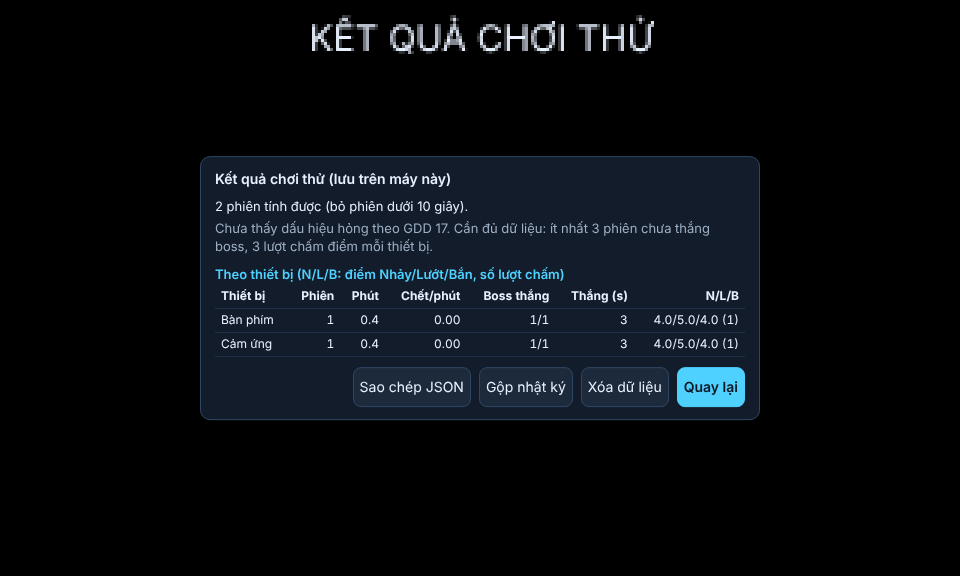 KẾT QUẢ CHƠI THỬ
Kết quả chơi thử (lưu trên máy này)
2 phiên tính được (bỏ phiên dưới 10 giây).
Chưa thấy dấu hiệu hỏng theo GDD 17. Cần đủ dữ liệu: ít nhất 3 phiên chưa thắng
boss, 3 lượt chấm điểm mỗi thiết bị.
Theo thiết bị (N/L/B: điểm Nhảy/Lướt/Bắn, số lượt chấm)
Thiết bị Phiên Phút Chết/phút Boss thắng Thắng (s) N/L/B
Bàn phím 1 0.4 0.00 1/1 3 4.0/5.0/4.0 (1)
Cảm ứng 1 0.4 0.00 1/1 3 4.0/5.0/4.0 (1)
Sao chép JSON Gộp nhật ký Xóa dữ liệu Quay lại